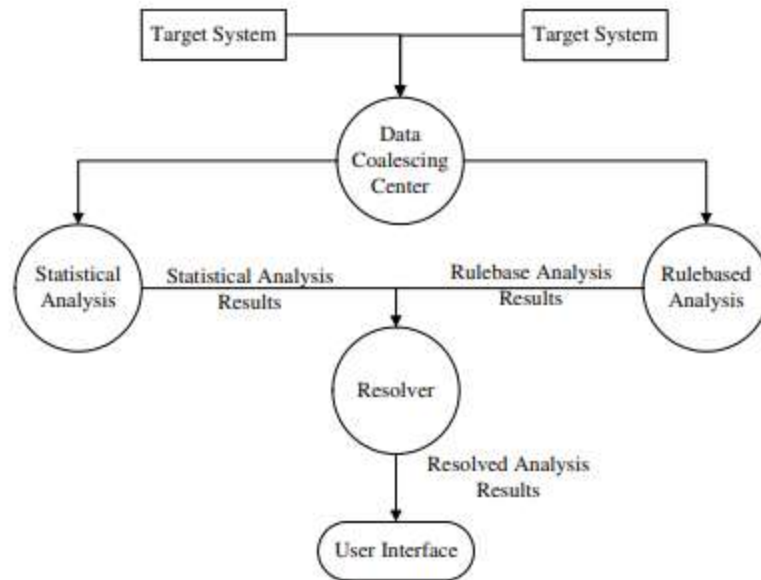 Target System
Target System
Data
Coalescing
Center
Statistical
Analysis
Statistical Analysis
Results
Rulebase Analysis
Results
Rulebased
Analysis
Resolver
Resolved Analysis
Results
User Interface